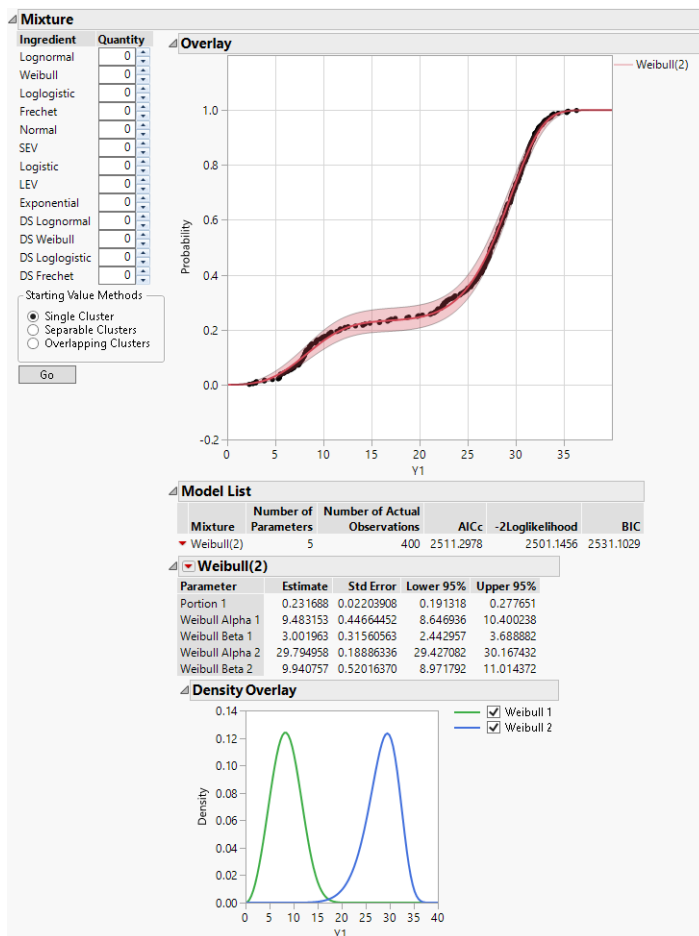 Mixture
Ingredient Quantity
Lognormal 0
Weibull 0
Loglogistic 0
Frechet 0
Normal 0
SEV 0
Logistic 0
LEV 0
Exponential 0
DS Lognormal 0
DS Weibull 0
DS Loglogistic 0
DS Frechet 0
Starting Value Methods
Single Cluster
Separable Clusters
Overlapping Clusters
Go
Overlay
Weibull(2)
Probability
1.0
0.8
0.6
0.4
0.2
0.0
-0.2
0 5 10 15 20 25 30 35
Y1
Model List
Number of Number of Actual
Mixture Parameters Observations AICc -2Loglikelihood BIC
Weibull(2) 5 400 2511.2978 2501.1456 2531.1029
Weibull(2)
Parameter Estimate Std Error Lower 95% Upper 95%
Portion 1 0.231688 0.02203908 0.191318 0.277651
Weibull Alpha 1 9.483153 0.44664452 8.646936 10.400238
Weibull Beta 1 3.001963 0.31560563 2.442957 3.688882
Weibull Alpha 2 29.794958 0.18886336 29.427082 30.167432
Weibull Beta 2 9.940757 0.52016370 8.971792 11.014372
Density Overlay
Weibull 1
Weibull 2
Density
0.14
0.12
0.10
0.08
0.06
0.04
0.02
0.00
0 5 10 15 20 25 30 35 40
Y1